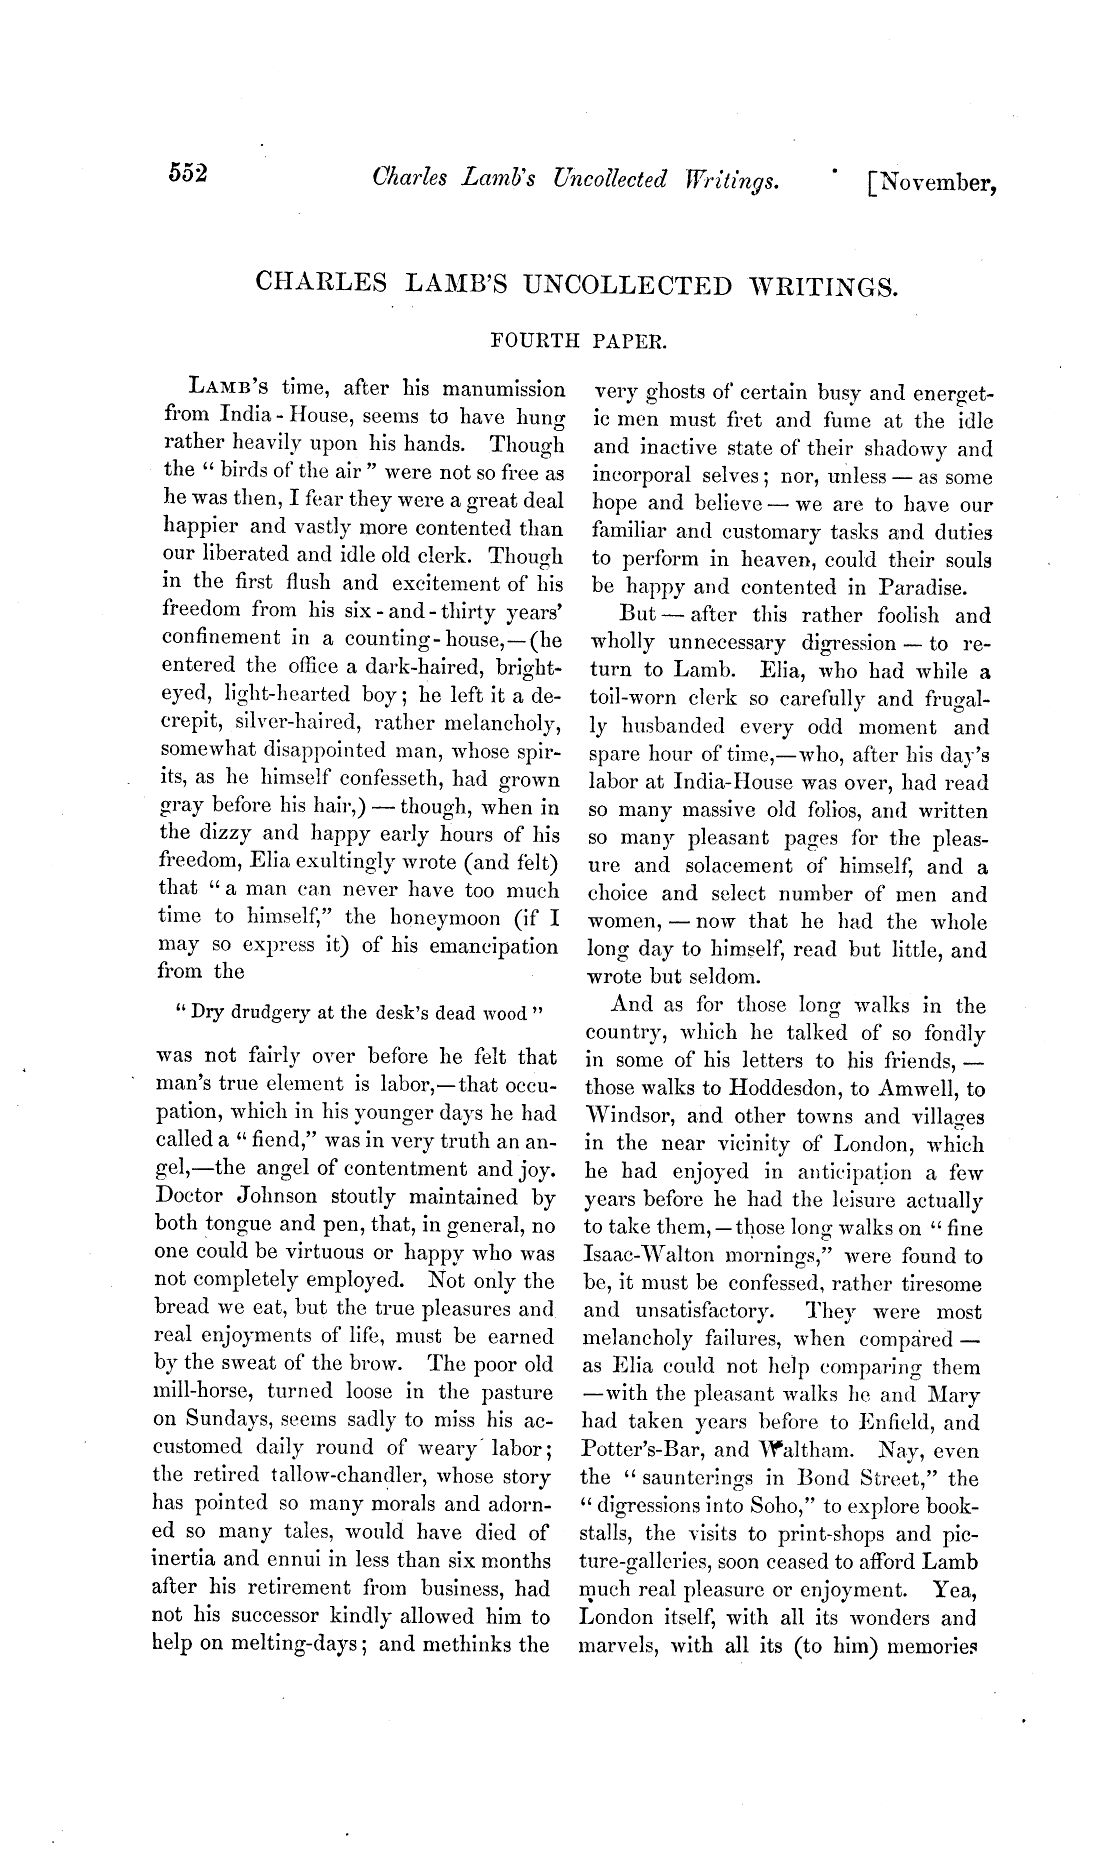 552 Charles Lamb's Uncollected Writings. [November,
CHARLES LAMB'S UNCOLLECTED WRITINGS.
FOURTH PAPER.
LAMB'S time, after his manumission
from India-House, seems to have hung
rather heavily upon his hands. Though
the " birds of the air " were not so free as
he was then, I fear they were a great deal
happier and vastly more contented than
our liberated and idle old clerk. Though
in the first flush and excitement of his
freedom from his six-and-thirty years'
confinement in a counting-house,—(he
entered the office a dark-haired, bright-
eyed, light-hearted boy; he left it a de-
crepit, silver-haired, rather melancholy,
somewhat disappointed man, whose spir-
its, as he himself confesseth, had grown
gray before his hair,) — though, when in
the dizzy and happy early hours of his
freedom, Elia exultingly wrote (and felt)
that " a man can never have too much
time to himself," the honeymoon (if I
may so express it) of his emancipation
from the
" Dry drudgery at the desk's dead wood "
was not fairly over before he felt that
man's true element is labor,—that occu-
pation, which in his younger days he had
called a " fiend," was in very truth an an-
gel,—the angel of contentment and joy.
Doctor Johnson stoutly maintained by
both tongue and pen, that, in general, no
one could be virtuous or happy who was
not completely employed. Not only the
bread we eat, but the true pleasures and
real enjoyments of life, must be earned
by the sweat of the brow. The poor old
mill-horse, turned loose in the pasture
on Sundays, seems sadly to miss his ac-
customed daily round of weary labor;
the retired tallow-chandler, whose story
has pointed so many morals and adorn-
ed so many tales, would have died of
inertia and ennui in less than six months
after his retirement from business, had
not his successor kindly allowed him to
help on melting-days; and methinks the
very ghosts of certain busy and energet-
ic men must fret and fume at the idle
and inactive state of their shadowy and
incorporal selves; nor, unless — as some
hope and believe — we are to have our
familiar and customary tasks and duties
to perform in heaven, could their souls
be happy and contented in Paradise.
But — after this rather foolish and
wholly unnecessary digression — to re-
turn to Lamb. Elia, who had while a
toil-worn clerk so carefully and frugal-
ly husbanded every odd moment and
spare hour of time,—who, after his day's
labor at India-House was over, had read
so many massive old folios, and written
so many pleasant pages for the pleas-
ure and solacement of himself, and a
choice and select number of men and
women, — now that he had the whole
long day to himself, read but little, and
wrote but seldom.
And as for those long walks in the
country, which he talked of so fondly
in some of his letters to his friends, —
those walks to Hoddesdon, to Amwell, to
Windsor, and other towns and villages
in the near vicinity of London, which
he had enjoyed in anticipation a few
years before he had the leisure actually
to take them,—those long walks on " fine
Isaac-Walton mornings," were found to
be, it must be confessed, rather tiresome
and unsatisfactory. They were most
melancholy failures, when compared —
as Elia could not help comparing them
—with the pleasant walks he and Mary
had taken years before to Enfield, and
Potter's-Bar, and Waltham. Nay, even
the " saunterings in Bond Street," the
" digressions into Soho," to explore book-
stalls, the visits to print-shops and pic-
ture-galleries, soon ceased to afford Lamb
much real pleasure or enjoyment. Yea,
London itself, with all its wonders and
marvels, with all its (to him) memories